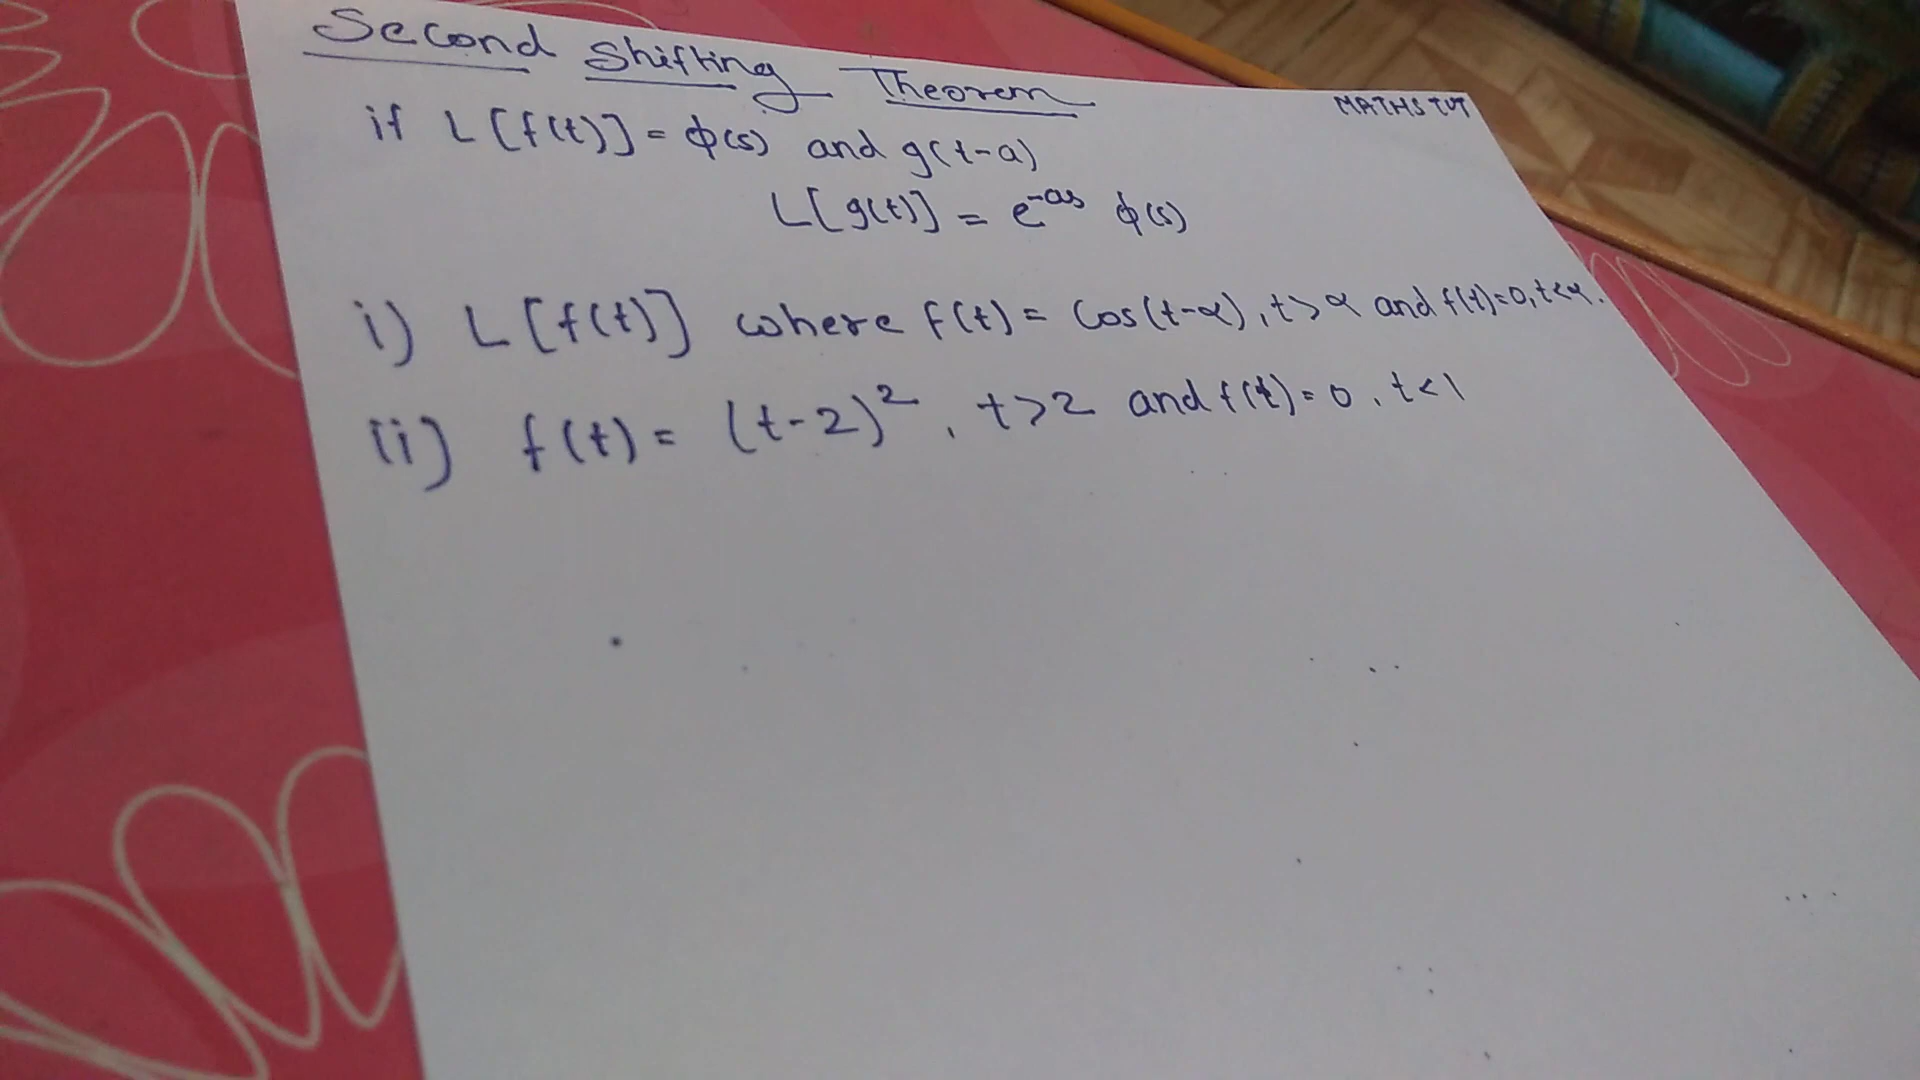 Second Shifting Theorem
MATHS TUT
if L[f(t)] = ϕ(s) and g(t-a)
L[g(t)] = e^-as ϕ(s)
i) L[f(t)] where f(t) = Cos(t-α), t>α and f(t)=0, t<α.
ii) f(t) = (t-2)², t>2 and f(t)=0, t<1